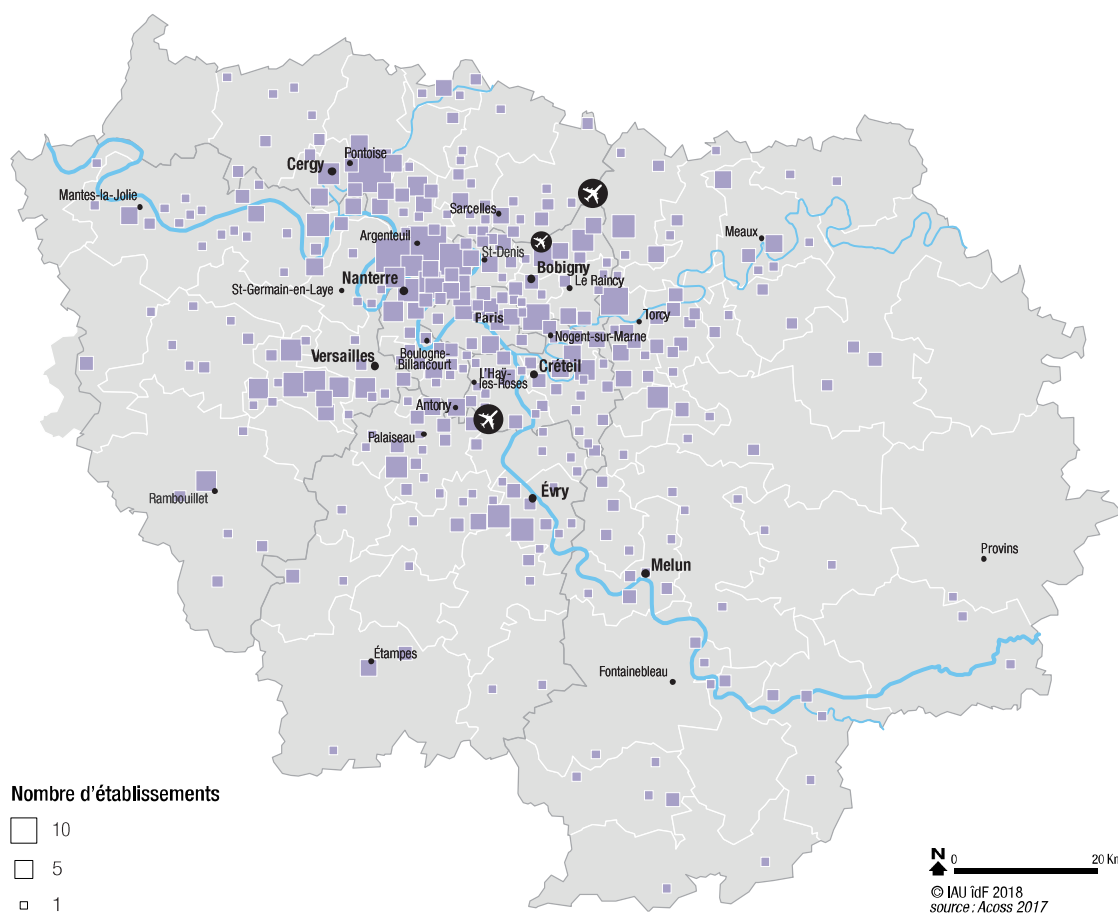 Cergy
Pontoise
Mantes-la-Jolie
Sarcelles
Argenteuil
St-Denis
Meaux
Bobigny
Nanterre
Le Raincy
St-Germain-en-Laye
Paris
Torcy
Nogent-sur-Marne
Versailles
Boulogne-
Billancourt
L'Haÿ-
les-Roses
Créteil
Antony
Palaiseau
Rambouillet
Évry
Provins
Melun
Étampes
Fontainebleau
Nombre d'établissements
10
5
1
N 0 20 Km
© IAU îdF 2018
source : Acoss 2017